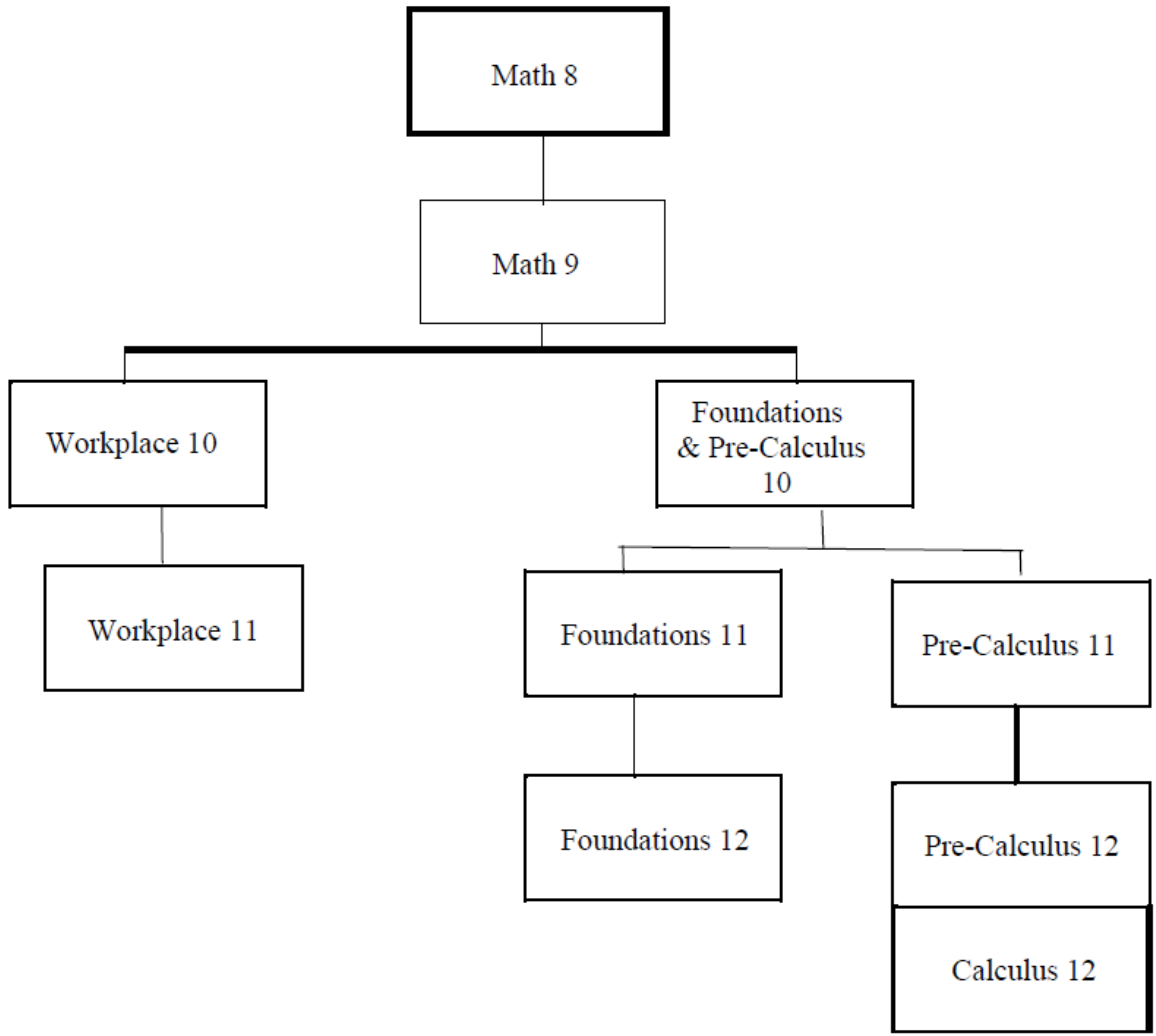 Math 8
Math 9
Workplace 10
Foundations
& Pre-Calculus
10
Workplace 11
Foundations 11
Pre-Calculus 11
Foundations 12
Pre-Calculus 12
Calculus 12